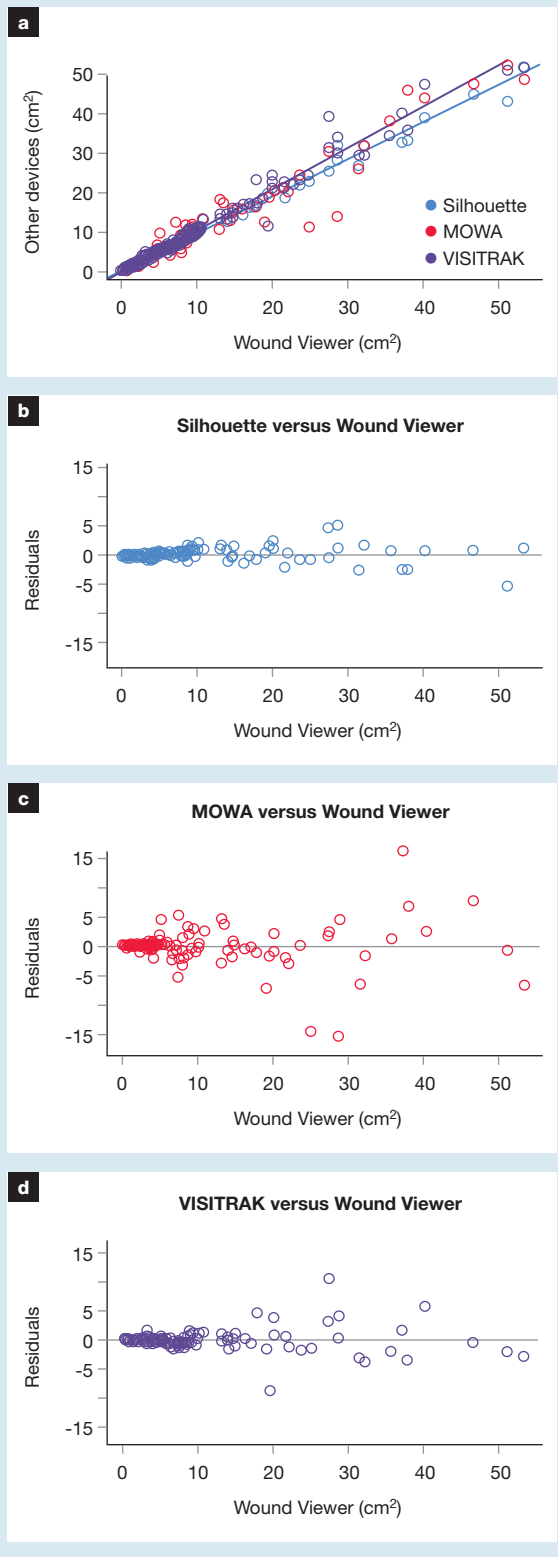 a
Other devices (cm²)
50
40
30
20
10
0
Silhouette
MOWA
VISITRAK
0 10 20 30 40 50
Wound Viewer (cm²)
b
Silhouette versus Wound Viewer
Residuals
15
5
0
-5
-15
0 10 20 30 40 50
Wound Viewer (cm²)
c
MOWA versus Wound Viewer
Residuals
15
5
0
-5
-15
0 10 20 30 40 50
Wound Viewer (cm²)
d
VISITRAK versus Wound Viewer
Residuals
15
5
0
-5
-15
0 10 20 30 40 50
Wound Viewer (cm²)